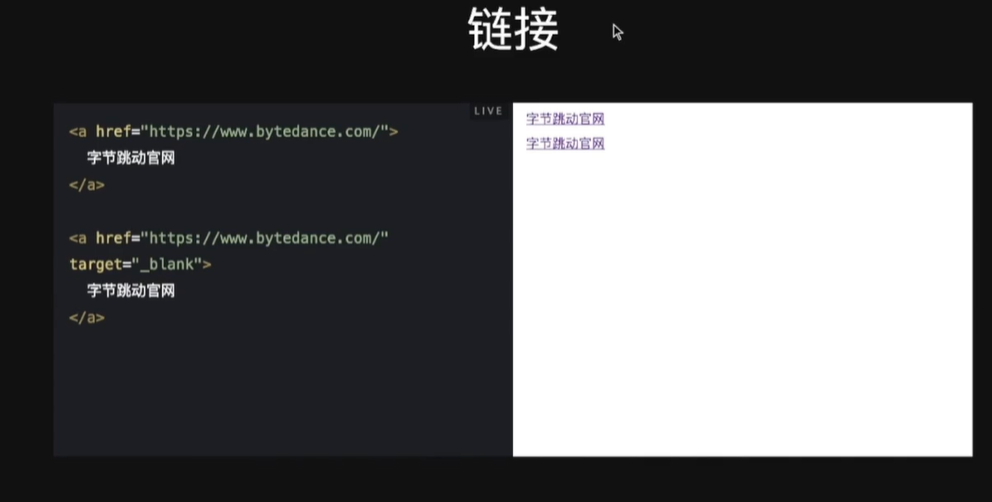 链接
LIVE
<a href="https://www.bytedance.com/">
字节跳动官网
</a>
<a href="https://www.bytedance.com/"
target="_blank">
字节跳动官网
</a>
字节跳动官网
字节跳动官网